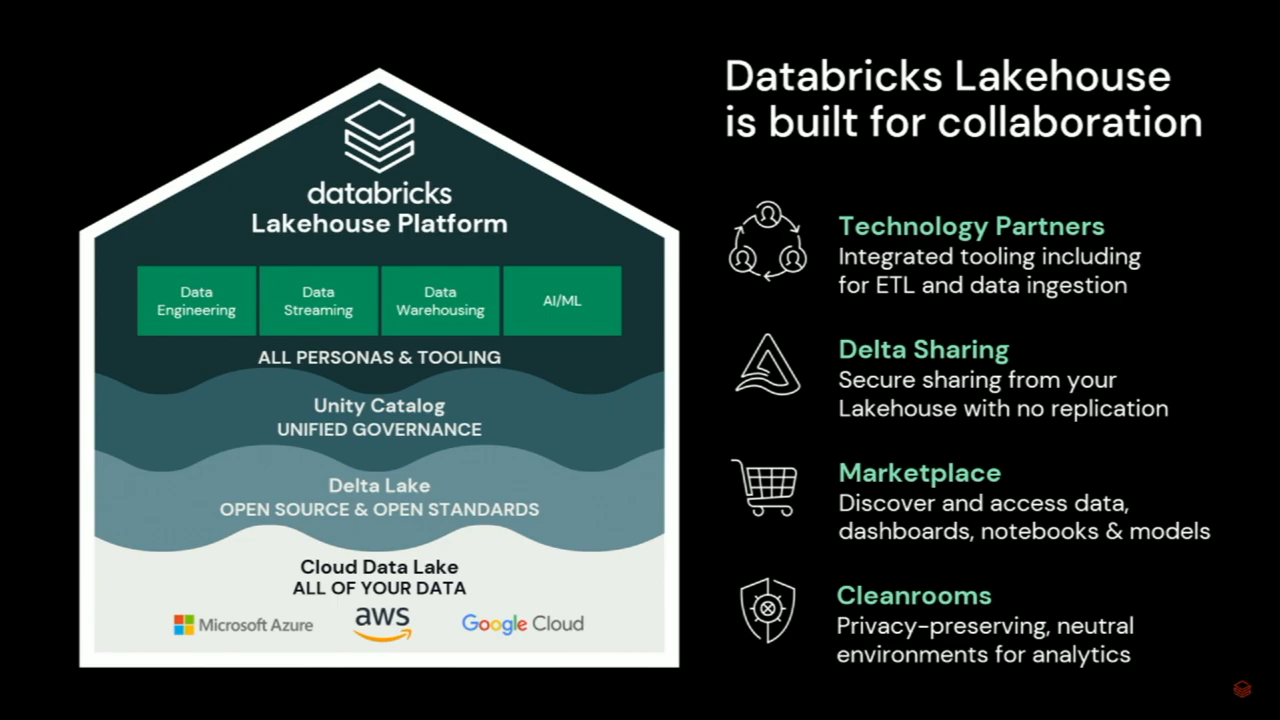 databricks
Lakehouse Platform
Data
Engineering
Data
Streaming
Data
Warehousing
AI/ML
ALL PERSONAS & TOOLING
Unity Catalog
UNIFIED GOVERNANCE
Delta Lake
OPEN SOURCE & OPEN STANDARDS
Cloud Data Lake
ALL OF YOUR DATA
Microsoft Azure
aws
Google Cloud
Databricks Lakehouse
is built for collaboration
Technology Partners
Integrated tooling including
for ETL and data ingestion
Delta Sharing
Secure sharing from your
Lakehouse with no replication
Marketplace
Discover and access data,
dashboards, notebooks & models
Cleanrooms
Privacy-preserving, neutral
environments for analytics